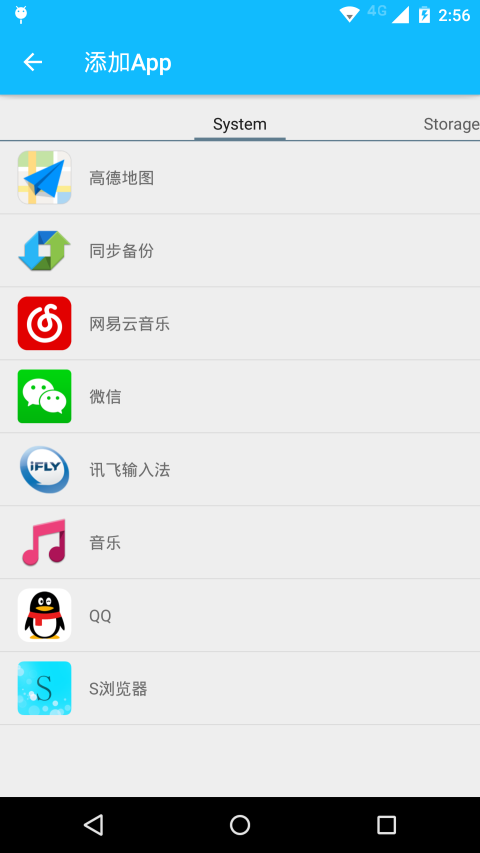 4G 2:56
添加App
System Storage
高德地图
同步备份
网易云音乐
微信
iFLY 讯飞输入法
音乐
QQ
S S浏览器